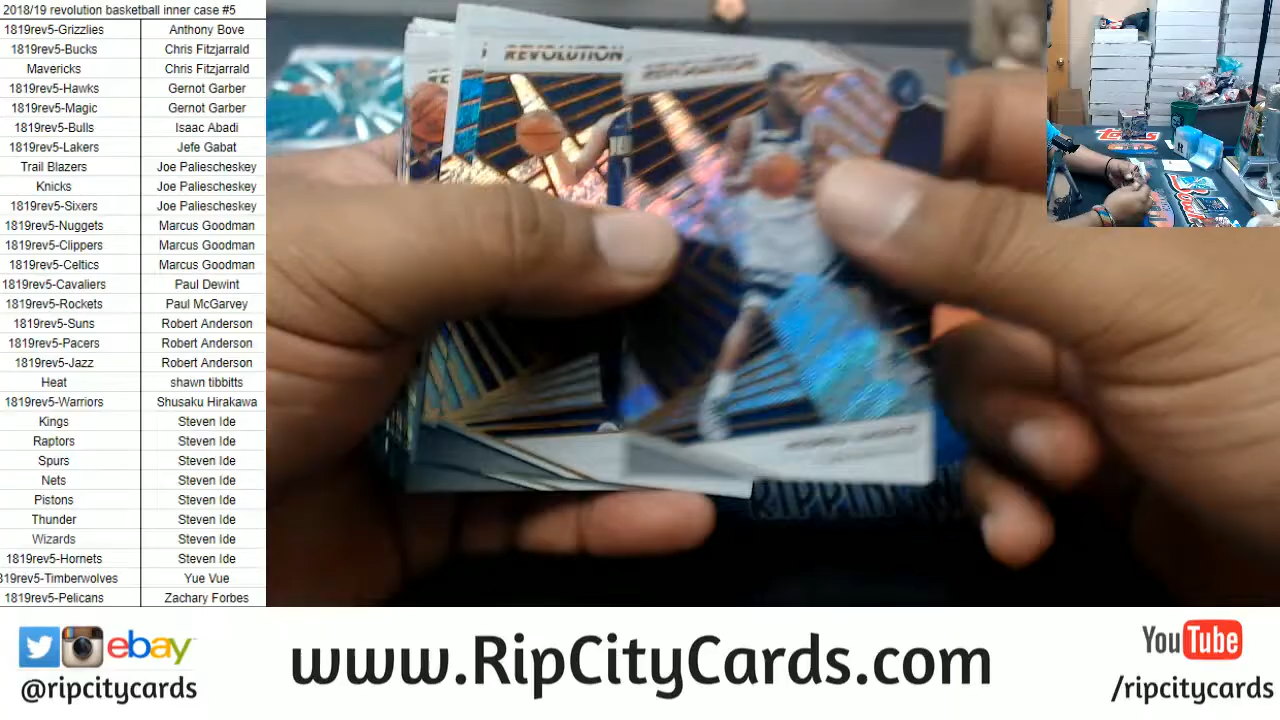 2018/19 revolution basketball inner case #5
1819rev5-Grizzlies Anthony Bove
1819rev5-Bucks Chris Fitzjarrald
Mavericks Chris Fitzjarrald
1819rev5-Hawks Gernot Garber
1819rev5-Magic Gernot Garber
1819rev5-Bulls Isaac Abadi
1819rev5-Lakers Jefe Gabat
Trail Blazers Joe Paliescheskey
Knicks Joe Paliescheskey
1819rev5-Sixers Joe Paliescheskey
1819rev5-Nuggets Marcus Goodman
1819rev5-Clippers Marcus Goodman
1819rev5-Celtics Marcus Goodman
1819rev5-Cavaliers Paul Dewint
1819rev5-Rockets Paul McGarvey
1819rev5-Suns Robert Anderson
1819rev5-Pacers Robert Anderson
1819rev5-Jazz Robert Anderson
Heat shawn tibbitts
1819rev5-Warriors Shusaku Hirakawa
Kings Steven Ide
Raptors Steven Ide
Spurs Steven Ide
Nets Steven Ide
Pistons Steven Ide
Thunder Steven Ide
Wizards Steven Ide
1819rev5-Hornets Steven Ide
819rev5-Timberwolves Yue Vue
1819rev5-Pelicans Zachary Forbes
REVOLUTION
REVOLUTION
ebay
@ripcitycards
www.RipCityCards.com
YouTube
/ripcitycards